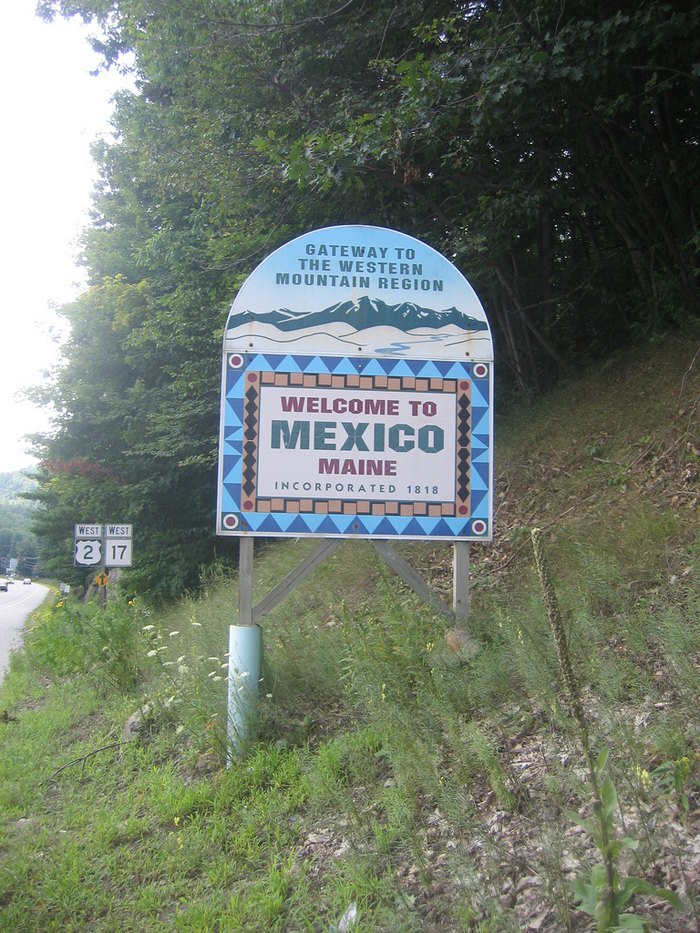 GATEWAY TO
THE WESTERN
MOUNTAIN REGION
WELCOME TO
MEXICO
MAINE
INCORPORATED 1818
WEST WEST
2 17